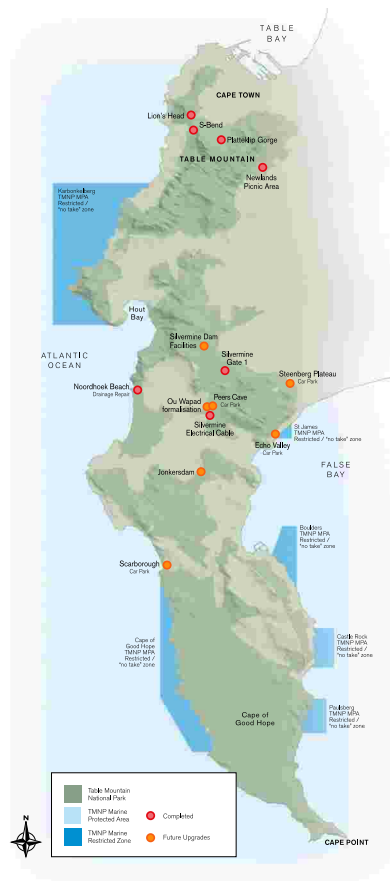 TABLE
BAY
CAPE TOWN
Lion's Head
S-Bend
Platteklip Gorge
TABLE MOUNTAIN
Newlands
Picnic Area
Karbonkelberg
TMNP MPA
Restricted /
"no take" zone
Hout
Bay
Silvermine Dam
Facilities
Silvermine
Gate 1
ATLANTIC
OCEAN
Steenberg Plateau
Car Park
Noordhoek Beach
Drainage Repair
Ou Wapad
formalisation
Peers Cave
Car Park
Silvermine
Electrical Cable
St James
TMNP MPA
Restricted / "no take" zone
Echo Valley
Car Park
FALSE
BAY
Jonkersdam
Boulders
TMNP MPA
Restricted /
"no take" zone
Scarborough
Car Park
Cape of
Good Hope
TMNP MPA
Restricted /
"no take" zone
Castle Rock
TMNP MPA
Restricted /
"no take" zone
Paulsberg
TMNP MPA
Restricted /
"no take" zone
Cape of
Good Hope
Table Mountain
National Park
TMNP Marine
Protected Area
Completed
TMNP Marine
Restricted Zone
Future Upgrades
N
CAPE POINT